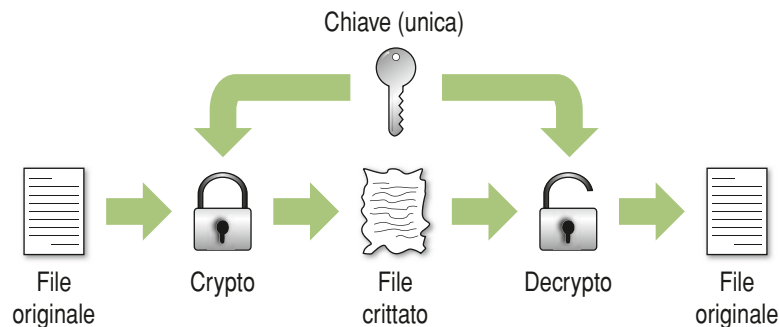 Chiave (unica)
File
originale
Crypto
File
crittato
Decrypto
File
originale